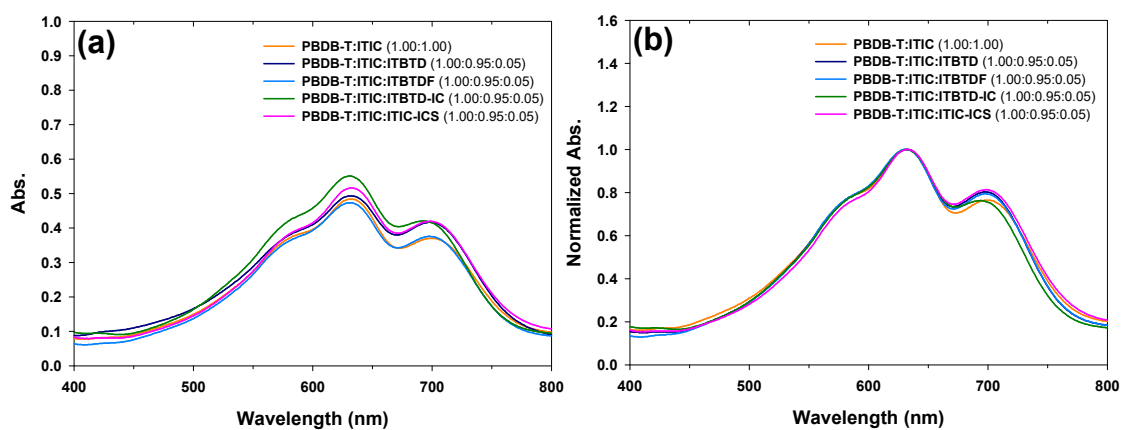 (a)
PBDB-T:ITIC (1.00:1.00)
PBDB-T:ITIC:ITBTD (1.00:0.95:0.05)
PBDB-T:ITIC:ITBTDF (1.00:0.95:0.05)
PBDB-T:ITIC:ITBTD-IC (1.00:0.95:0.05)
PBDB-T:ITIC:ITIC-ICS (1.00:0.95:0.05)
Abs.
1.0
0.9
0.8
0.7
0.6
0.5
0.4
0.3
0.2
0.1
0.0
400 500 600 700 800
Wavelength (nm)
(b)
PBDB-T:ITIC (1.00:1.00)
PBDB-T:ITIC:ITBTD (1.00:0.95:0.05)
PBDB-T:ITIC:ITBTDF (1.00:0.95:0.05)
PBDB-T:ITIC:ITBTD-IC (1.00:0.95:0.05)
PBDB-T:ITIC:ITIC-ICS (1.00:0.95:0.05)
Normalized Abs.
1.6
1.4
1.2
1.0
0.8
0.6
0.4
0.2
0.0
400 500 600 700 800
Wavelength (nm)